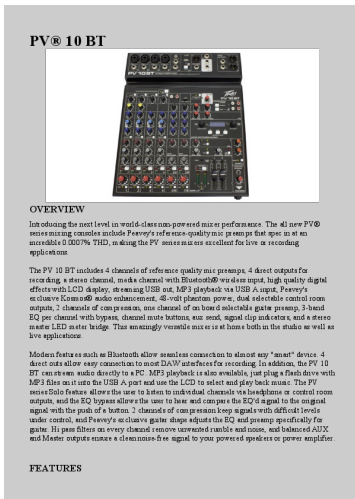 PV® 10 BT
PV 10 BT
OVERVIEW
Introducing the next level in world-class non-powered mixer performance. The all new PV®
series mixing consoles include Peavey's reference-quality mic preamps that spec in at an
incredible 0.0007% THD, making the PV series mixers excellent for live or recording
applications.
The PV 10 BT includes 4 channels of reference quality mic preamps, 4 direct outputs for
recording, a stereo channel, media channel with Bluetooth® wireless input, high quality digital
effects with LCD display, streaming USB out, MP3 playback via USB A input, Peavey's
exclusive Kosmos® audio enhancement, 48-volt phantom power, dual selectable control room
outputs, 2 channels of compression, one channel of on board selectable guitar preamp, 3-band
EQ per channel with bypass, channel mute buttons, aux send, signal clip indicators, and a stereo
master LED meter bridge. This amazingly versatile mixer is at home both in the studio as well as
live applications.
Modern features such as Bluetooth allow seamless connection to almost any "smart" device. 4
direct outs allow easy connection to most DAW interfaces for recording. In addition, the PV 10
BT can stream audio directly to a PC. MP3 playback is also available, just plug a flash drive with
MP3 files on it into the USB A port and use the LCD to select and play back music. The PV
series Solo feature allows the user to listen to individual channels via headphone or control room
outputs, and the EQ bypass allows the user to hear and compare the EQ'd signal to the original
signal with the push of a button. 2 channels of compression keep signals with difficult levels
under control, and Peavey's exclusive guitar shape adjusts the EQ and preamp specifically for
guitar. Hi pass filters on every channel remove unwanted rumble and noise, and balanced AUX
and Master outputs ensure a clean noise-free signal to your powered speakers or power amplifier.
FEATURES